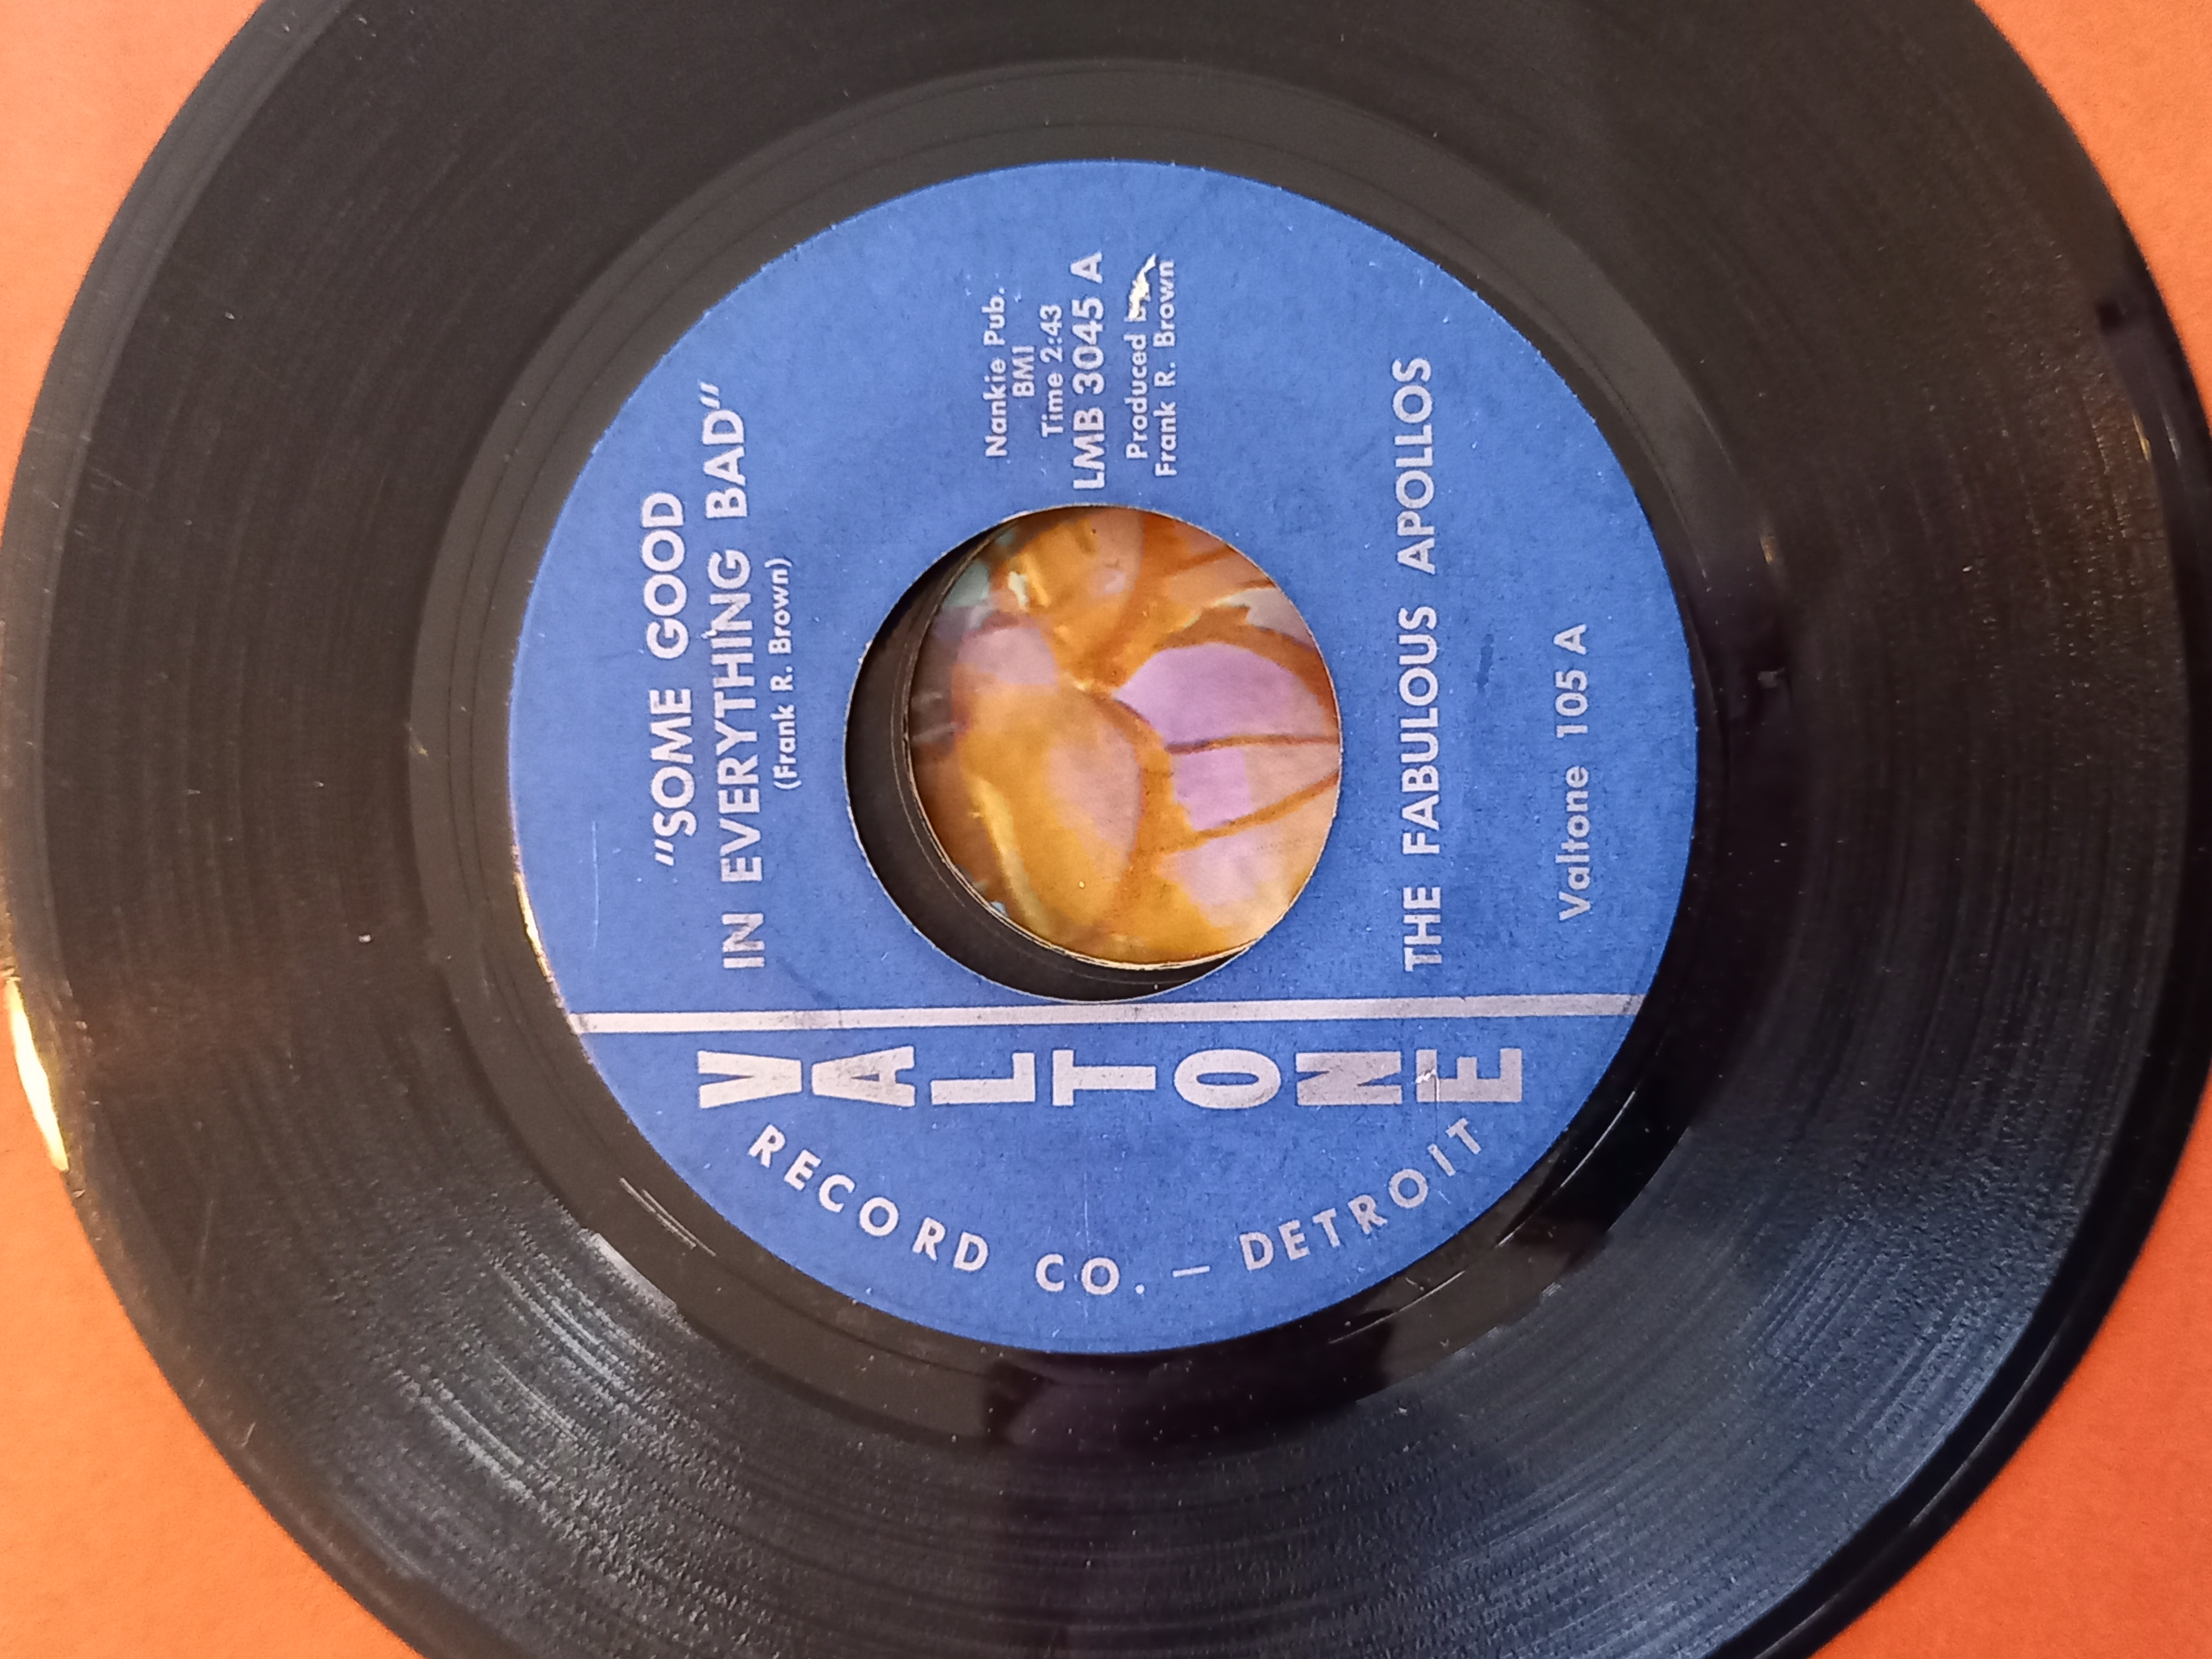 "SOME GOOD
IN EVERYTHING BAD"
(Frank R. Brown)
Nankie Pub.
BMI
Time 2:43
LMB 3045 A
Produced
Frank R. Brown
THE FABULOUS APOLLOS
Valtone 105 A
VALTONE
RECORD CO. — DETROIT